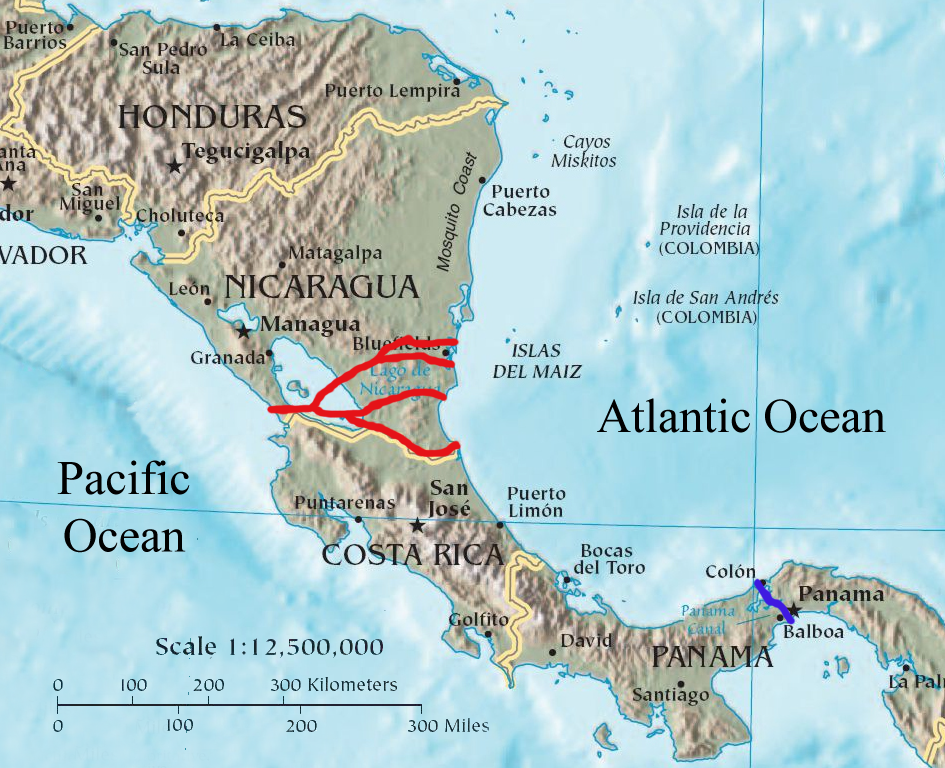 Puerto
Barrios
San Pedro
Sula
La Ceiba
Puerto Lempira
HONDURAS
Tegucigalpa
Cayos
Miskitos
anta
Ana
San
Miguel
dor
Choluteca
Mosquito Coast
Puerto
Cabezas
VADOR
Matagalpa
Isla de la
Providencia
(COLOMBIA)
León
NICARAGUA
Isla de San Andrés
(COLOMBIA)
Managua
Granada
Bluefields
ISLAS
DEL MAIZ
Lago de
Nicaragua
Atlantic Ocean
Pacific
Ocean
San
José
Puerto
Limón
Puntarenas
COSTA RICA
Bocas
del Toro
Colón
Panama
Panama
Canal
Balboa
Golfito
David
PANAMA
Santiago
La Pal
Scale 1:12,500,000
0 100 200 300 Kilometers
0 100 200 300 Miles